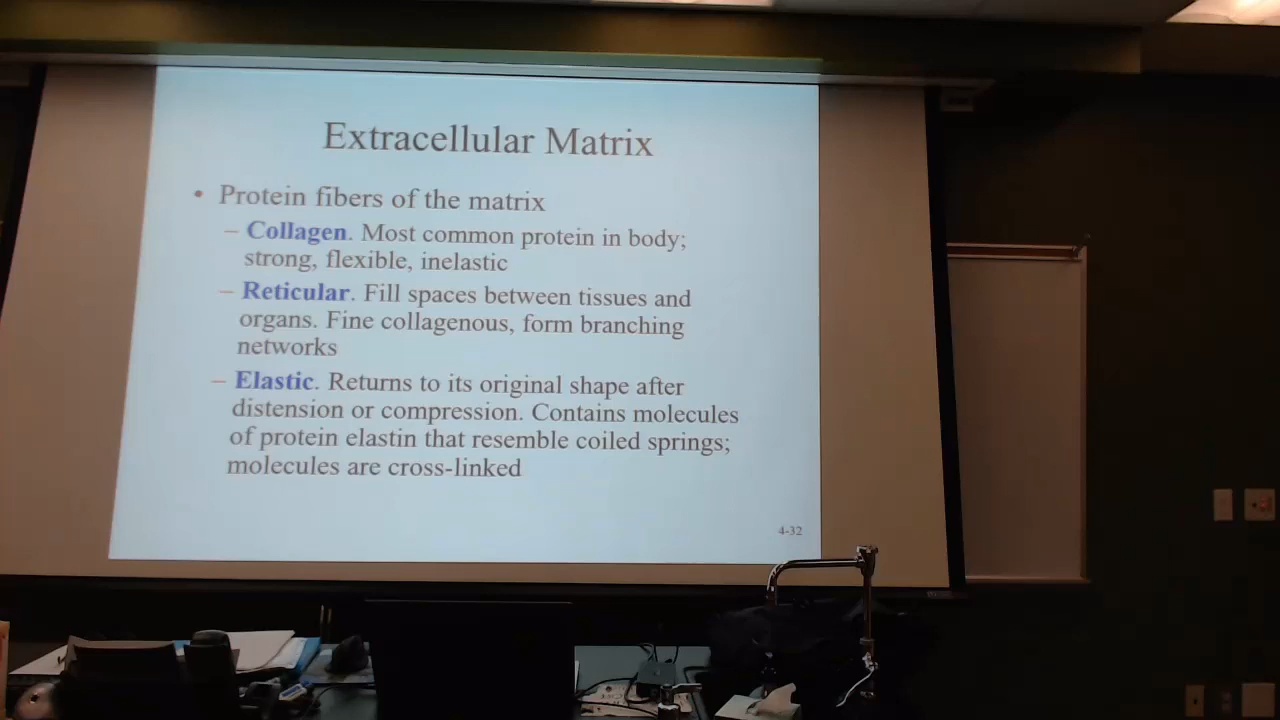 Extracellular Matrix
• Protein fibers of the matrix
– Collagen. Most common protein in body;
strong, flexible, inelastic
– Reticular. Fill spaces between tissues and
organs. Fine collagenous, form branching
networks
– Elastic. Returns to its original shape after
distension or compression. Contains molecules
of protein elastin that resemble coiled springs;
molecules are cross-linked
4-32